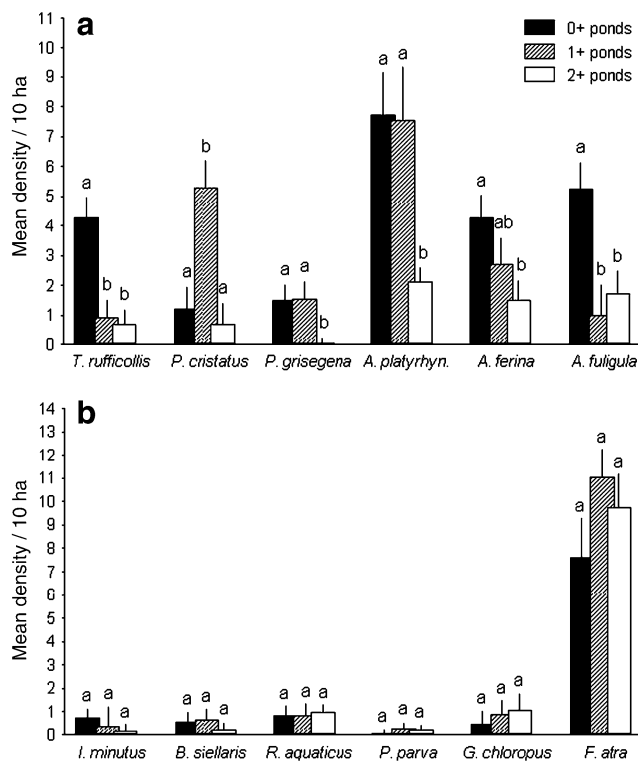 a
0+ ponds
1+ ponds
2+ ponds
Mean density / 10 ha
11
10
9
8
7
6
5
4
3
2
1
0
a b b
a b a
a a b
a a b
a ab b
a b b
T. rufficollis P. cristatus P. grisegena A. platyrhyn. A. ferina A. fuligula
b
Mean density / 10 ha
14
13
12
11
10
9
8
7
6
5
4
3
2
1
0
a a a
a a a
a a a
a a a
a a a
a a a
I. minutus B. siellaris R. aquaticus P. parva G. chloropus F. atra